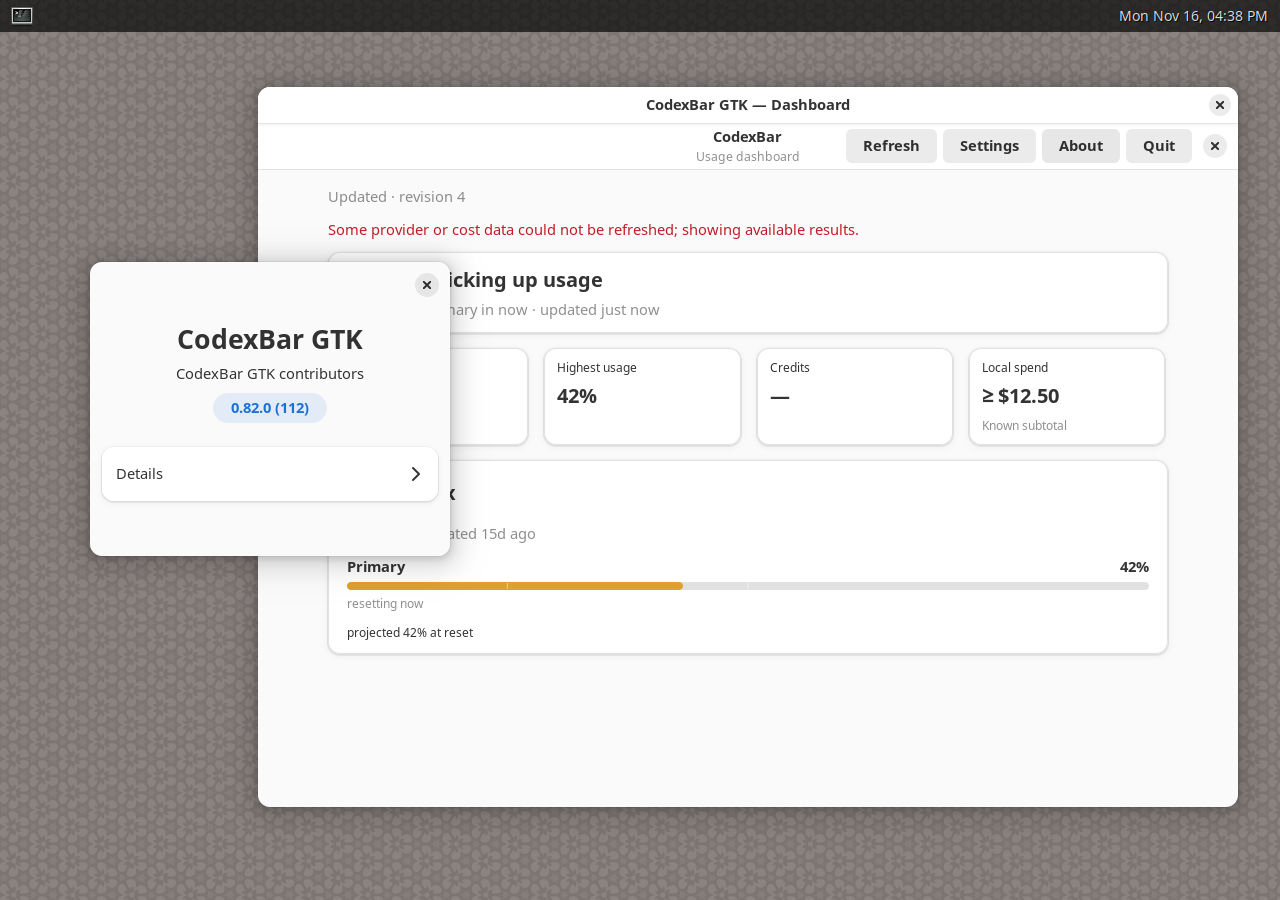 Mon Nov 16, 04:38 PM
CodexBar GTK — Dashboard
CodexBar
Usage dashboard
Refresh
Settings
About
Quit
Updated · revision 4
Some provider or cost data could not be refreshed; showing available results.
up usage
in now · updated just now
CodexBar GTK
CodexBar GTK contributors
0.82.0 (112)
Details
Highest usage
42%
Credits
—
Local spend
≥ $12.50
Known subtotal
15d ago
Primary
42%
resetting now
projected 42% at reset